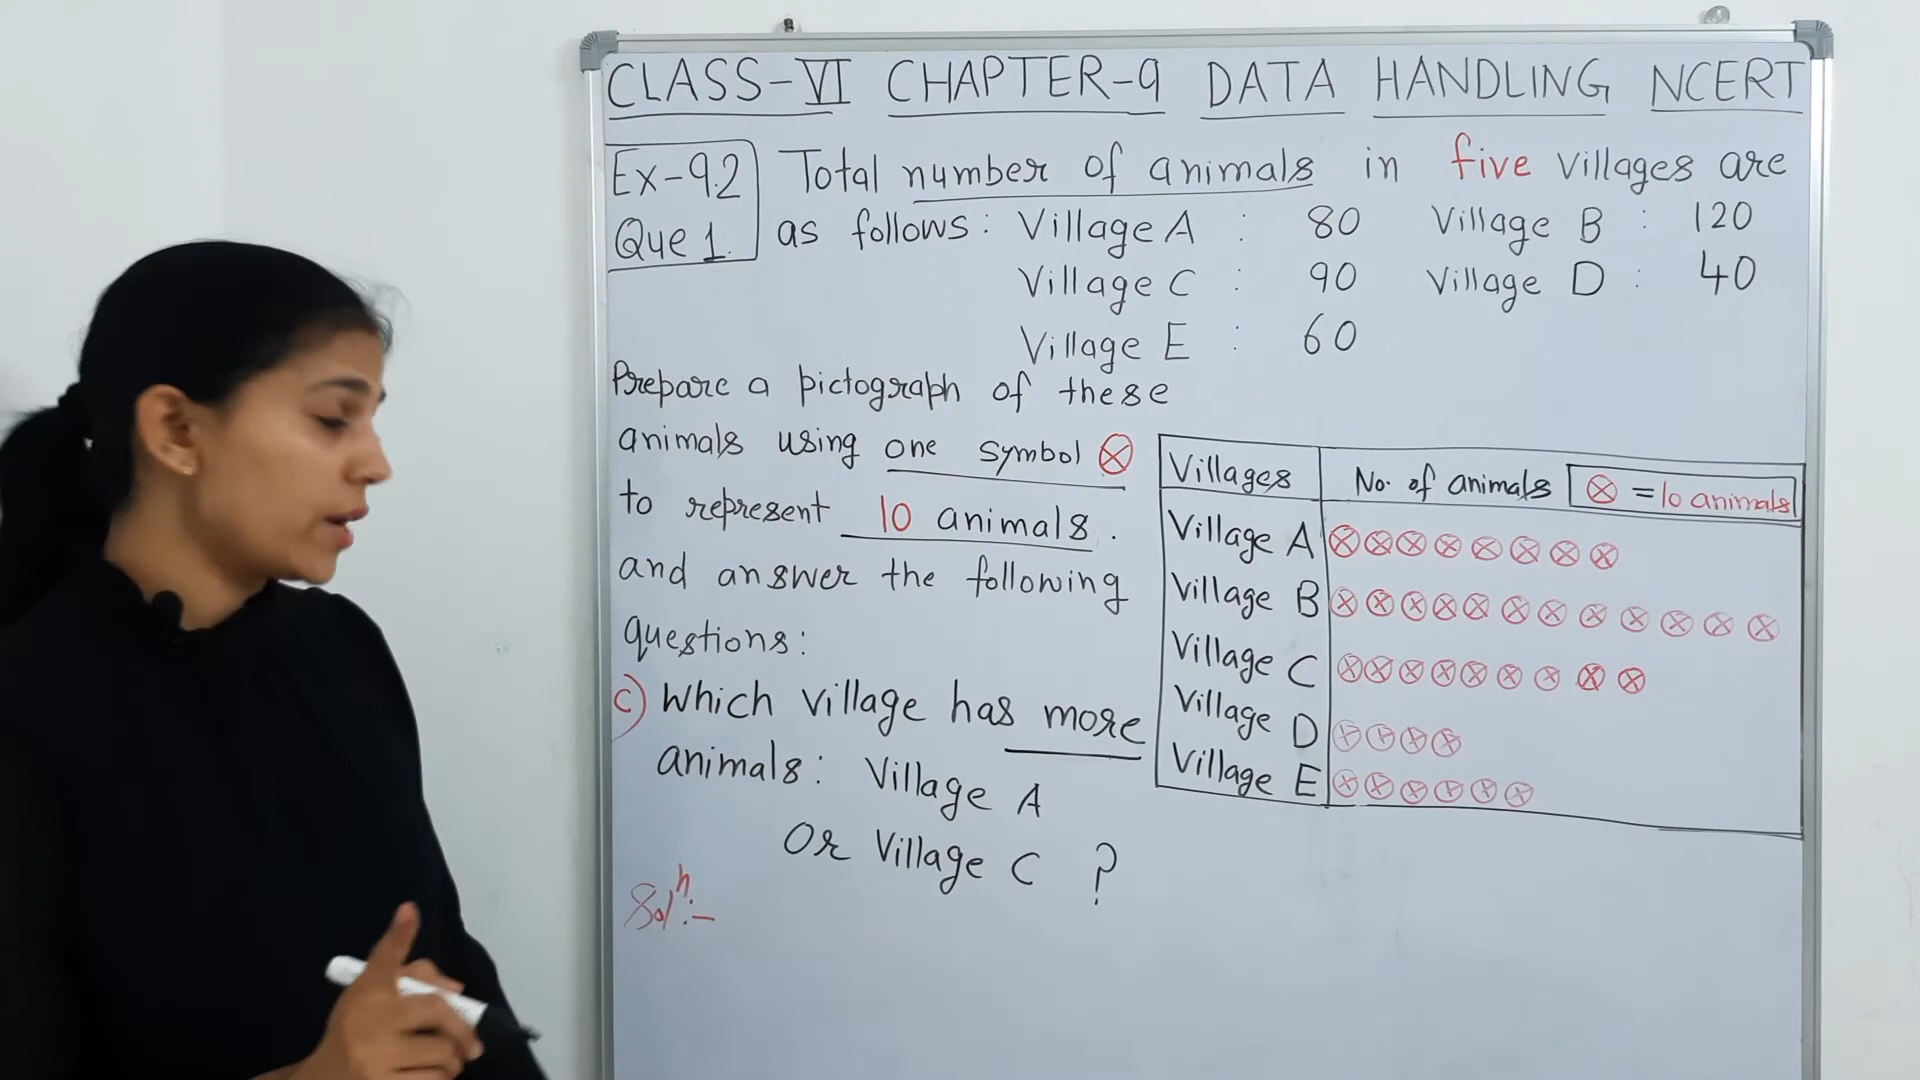 CLASS-VI CHAPTER-9 DATA HANDLING NCERT
Ex-9.2 Total number of animals in five villages are
Que 1. as follows: Village A : 80 Village B : 120
Village C : 90 Village D : 40
Village E : 60
Prepare a pictograph of these
animals using one symbol ⊗
to represent 10 animals.
and answer the following
questions:
c) Which village has more
animals: Village A
Or Village C ?
Solⁿ:-
Villages No. of animals ⊗ = 10 animals
Village A ⊗⊗⊗⊗⊗⊗⊗⊗
Village B ⊗⊗⊗⊗⊗⊗⊗⊗⊗⊗⊗⊗
Village C ⊗⊗⊗⊗⊗⊗⊗⊗⊗
Village D ⊗⊗⊗⊗
Village E ⊗⊗⊗⊗⊗⊗